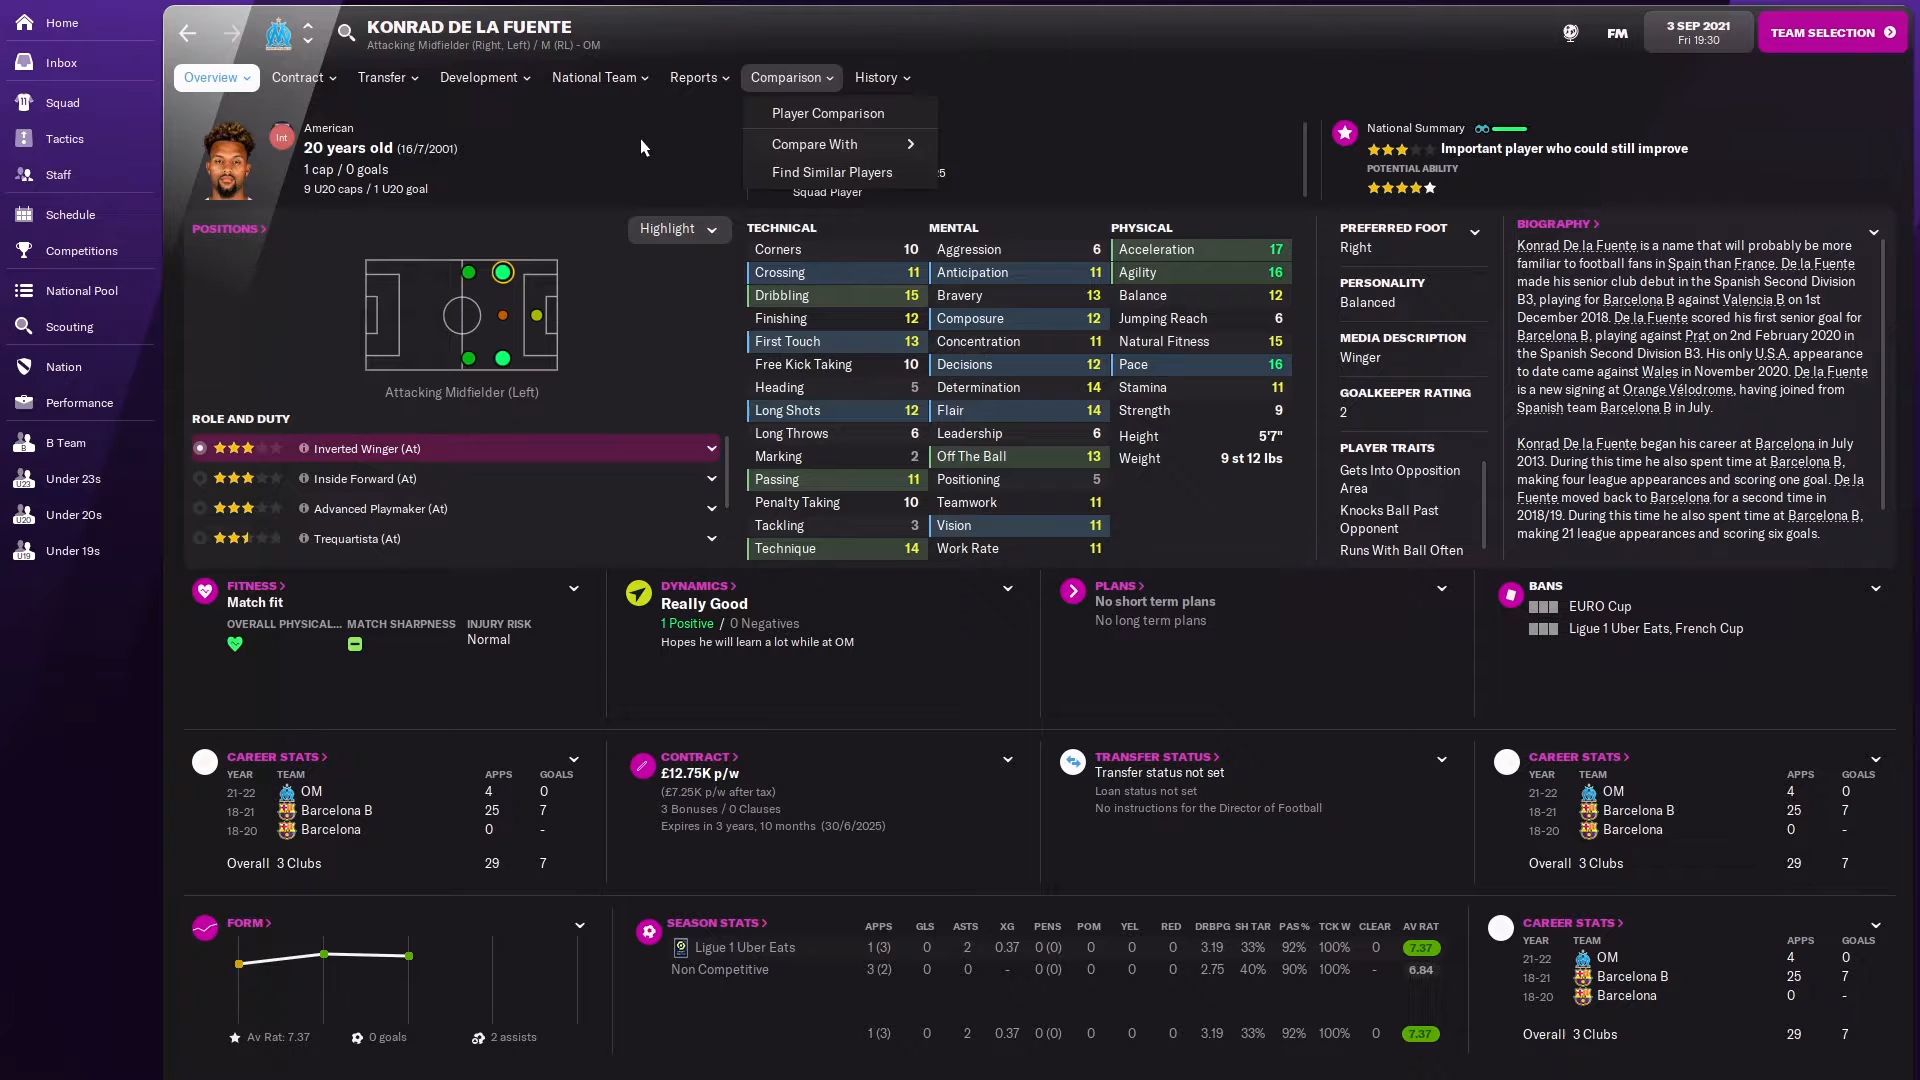 Home
Inbox
Squad
Tactics
Staff
Schedule
Competitions
National Pool
Scouting
Nation
Performance
B Team
Under 23s
Under 20s
Under 19s
KONRAD DE LA FUENTE
Attacking Midfielder (Right, Left) / M (RL) - OM
FM
3 SEP 2021
Fri 19:30
TEAM SELECTION
Overview Contract Transfer Development National Team Reports Comparison History
Player Comparison
Compare With
Find Similar Players
Int
American
20 years old (16/7/2001)
1 cap / 0 goals
9 U20 caps / 1 U20 goal
Squad Player
National Summary
Important player who could still improve
POTENTIAL ABILITY
POSITIONS
Highlight
Attacking Midfielder (Left)
ROLE AND DUTY
Inverted Winger (At)
Inside Forward (At)
Advanced Playmaker (At)
Trequartista (At)
TECHNICAL
Corners 10
Crossing 11
Dribbling 15
Finishing 12
First Touch 13
Free Kick Taking 10
Heading 5
Long Shots 12
Long Throws 6
Marking 2
Passing 11
Penalty Taking 10
Tackling 3
Technique 14
MENTAL
Aggression 6
Anticipation 11
Bravery 13
Composure 12
Concentration 11
Decisions 12
Determination 14
Flair 14
Leadership 6
Off The Ball 13
Positioning 5
Teamwork 11
Vision 11
Work Rate 11
PHYSICAL
Acceleration 17
Agility 16
Balance 12
Jumping Reach 6
Natural Fitness 15
Pace 16
Stamina 11
Strength 9
Height 5'7"
Weight 9 st 12 lbs
PREFERRED FOOT
Right
PERSONALITY
Balanced
MEDIA DESCRIPTION
Winger
GOALKEEPER RATING
2
PLAYER TRAITS
Gets Into Opposition
Area
Knocks Ball Past
Opponent
Runs With Ball Often
BIOGRAPHY
Konrad De la Fuente is a name that will probably be more
familiar to football fans in Spain than France. De la Fuente
made his senior club debut in the Spanish Second Division
B3, playing for Barcelona B against Valencia B on 1st
December 2018. De la Fuente scored his first senior goal for
Barcelona B, playing against Prat on 2nd February 2020 in
the Spanish Second Division B3. His only U.S.A. appearance
to date came against Wales in November 2020. De la Fuente
is a new signing at Orange Vélodrome, having joined from
Spanish team Barcelona B in July.
Konrad De la Fuente began his career at Barcelona in July
2013. During this time he also spent time at Barcelona B,
making four league appearances and scoring one goal. De la
Fuente moved back to Barcelona for a second time in
2018/19. During this time he also spent time at Barcelona B,
making 21 league appearances and scoring six goals.
FITNESS
Match fit
OVERALL PHYSICAL... MATCH SHARPNESS INJURY RISK
Normal
DYNAMICS
Really Good
1 Positive / 0 Negatives
Hopes he will learn a lot while at OM
PLANS
No short term plans
No long term plans
BANS
EURO Cup
Ligue 1 Uber Eats, French Cup
CAREER STATS
YEAR TEAM APPS GOALS
21-22 OM 4 0
18-21 Barcelona B 25 7
18-20 Barcelona 0 -
Overall 3 Clubs 29 7
CONTRACT
£12.75K p/w
(£7.25K p/w after tax)
3 Bonuses / 0 Clauses
Expires in 3 years, 10 months (30/6/2025)
TRANSFER STATUS
Transfer status not set
Loan status not set
No instructions for the Director of Football
CAREER STATS
YEAR TEAM APPS GOALS
21-22 OM 4 0
18-21 Barcelona B 25 7
18-20 Barcelona 0 -
Overall 3 Clubs 29 7
FORM
Av Rat: 7.37 0 goals 2 assists
SEASON STATS APPS GLS ASTS XG PENS POM YEL RED DRBPG SH TAR PAS % TCK W CLEAR AV RAT
Ligue 1 Uber Eats 1 (3) 0 2 0.37 0 (0) 0 0 0 3.19 33% 92% 100% 0 7.37
Non Competitive 3 (2) 0 0 - 0 (0) 0 0 0 2.75 40% 90% 100% - 6.84
1 (3) 0 2 0.37 0 (0) 0 0 0 3.19 33% 92% 100% 0 7.37
CAREER STATS
YEAR TEAM APPS GOALS
21-22 OM 4 0
18-21 Barcelona B 25 7
18-20 Barcelona 0 -
Overall 3 Clubs 29 7